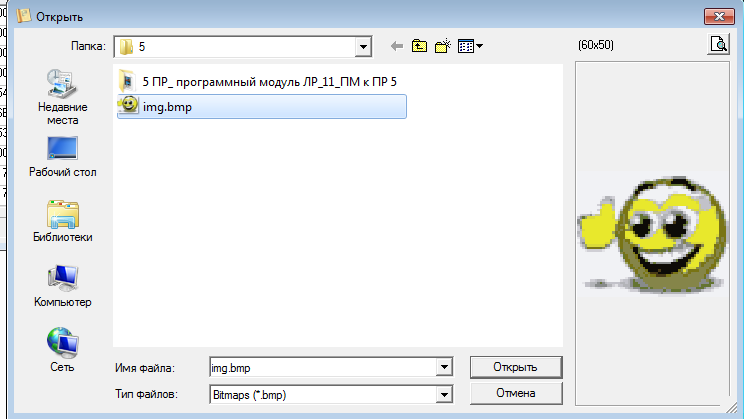 Открыть
Папка: 5
(60x50)
5 ПР_ программный модуль ЛР_11_ПМ к ПР 5
img.bmp
Недавние
места
Рабочий стол
Библиотеки
Компьютер
Сеть
Имя файла: img.bmp Открыть
Тип файлов: Bitmaps (*.bmp) Отмена